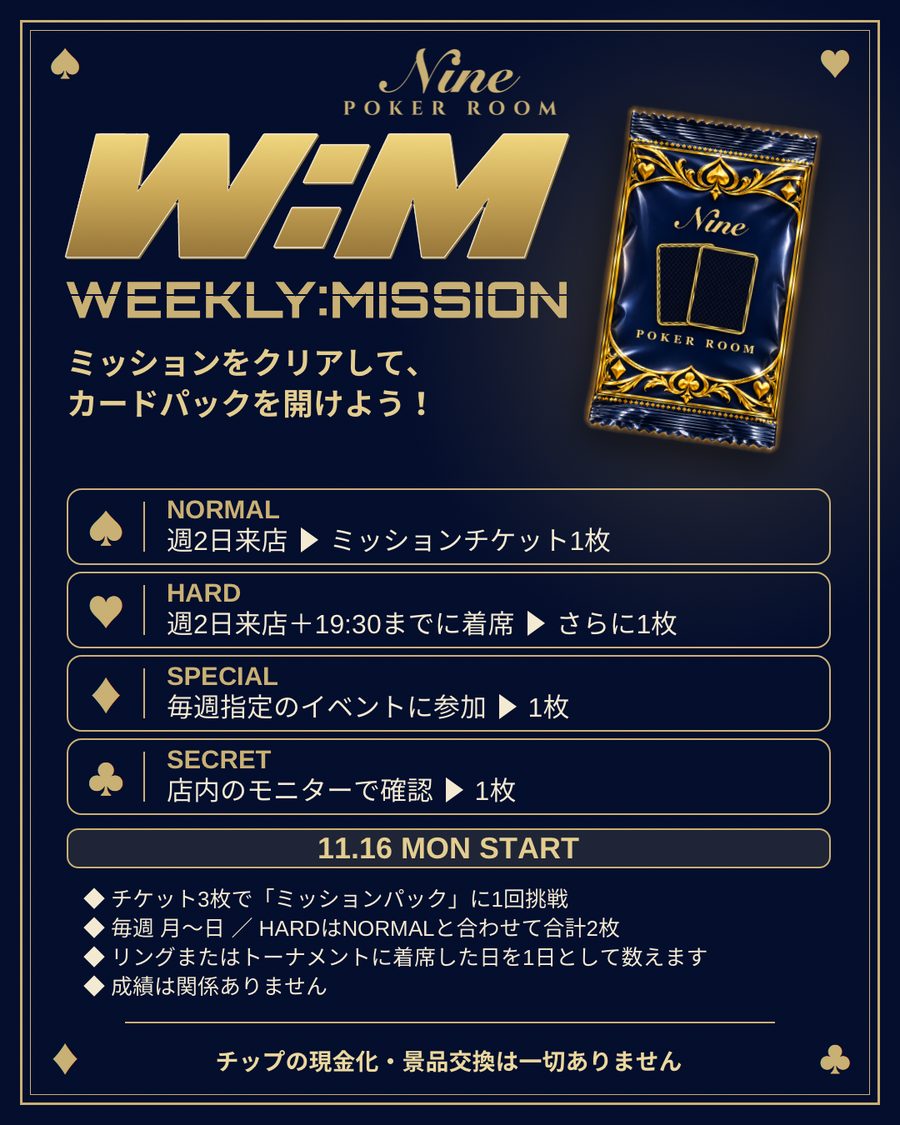 Nine
POKER ROOM
W:M
WEEKLY:MISSION
ミッションをクリアして、
カードパックを開けよう！
Nine
POKER ROOM
NORMAL
週2日来店 ▶ ミッションチケット1枚
HARD
週2日来店＋19:30までに着席 ▶ さらに1枚
SPECIAL
毎週指定のイベントに参加 ▶ 1枚
SECRET
店内のモニターで確認 ▶ 1枚
11.16 MON START
◆ チケット3枚で「ミッションパック」に1回挑戦
◆ 毎週 月〜日 ／ HARDはNORMALと合わせて合計2枚
◆ リングまたはトーナメントに着席した日を1日として数えます
◆ 成績は関係ありません
チップの現金化・景品交換は一切ありません